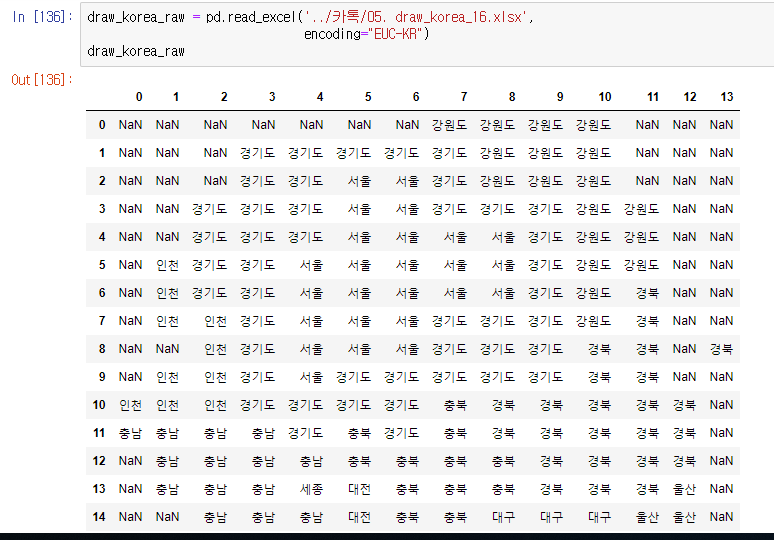 In [136]: draw_korea_raw = pd.read_excel('../카톡/05. draw_korea_16.xlsx',
encoding="EUC-KR")
draw_korea_raw
Out[136]:
0 1 2 3 4 5 6 7 8 9 10 11 12 13
0 NaN NaN NaN NaN NaN NaN NaN 강원도 강원도 강원도 강원도 NaN NaN NaN
1 NaN NaN NaN 경기도 경기도 경기도 경기도 경기도 강원도 강원도 강원도 NaN NaN NaN
2 NaN NaN NaN 경기도 경기도 서울 서울 경기도 강원도 강원도 강원도 NaN NaN NaN
3 NaN NaN 경기도 경기도 경기도 서울 서울 경기도 경기도 경기도 강원도 강원도 NaN NaN
4 NaN NaN 경기도 경기도 경기도 서울 서울 서울 서울 경기도 강원도 강원도 NaN NaN
5 NaN 인천 경기도 경기도 서울 서울 서울 서울 서울 경기도 강원도 강원도 NaN NaN
6 NaN 인천 경기도 경기도 서울 서울 서울 서울 서울 경기도 강원도 경북 NaN NaN
7 NaN 인천 인천 경기도 서울 서울 서울 경기도 경기도 경기도 강원도 경북 NaN NaN
8 NaN NaN 인천 경기도 서울 서울 서울 경기도 경기도 경기도 경북 경북 NaN 경북
9 NaN 인천 인천 경기도 서울 경기도 경기도 경기도 경기도 경기도 경북 경북 NaN NaN
10 인천 인천 인천 경기도 경기도 경기도 경기도 충북 경북 경북 경북 경북 경북 NaN
11 충남 충남 충남 충남 경기도 충북 경기도 충북 경북 경북 경북 경북 경북 NaN
12 NaN 충남 충남 충남 충남 충북 충북 충북 충북 경북 경북 경북 경북 NaN
13 NaN 충남 충남 충남 세종 대전 충북 충북 충북 경북 경북 경북 울산 NaN
14 NaN NaN 충남 충남 충남 대전 충북 충북 대구 대구 대구 울산 울산 NaN